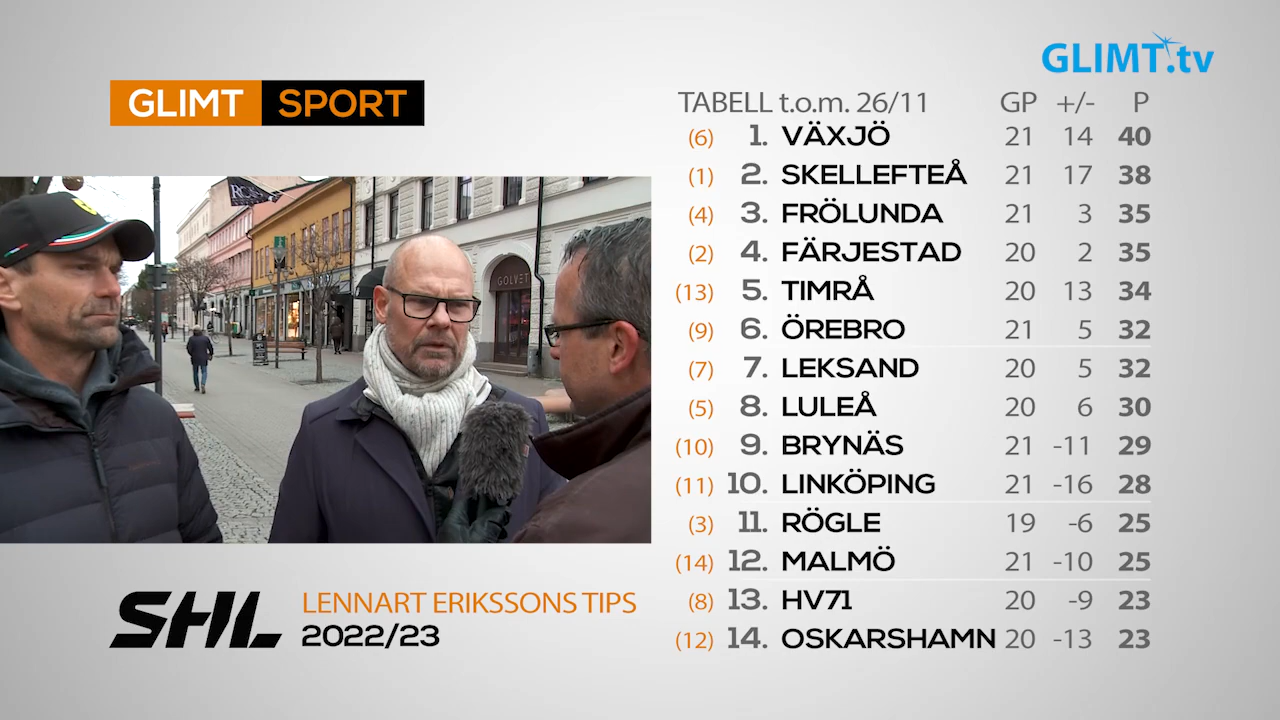 GLIMT.tv
GLIMT SPORT
TABELL t.o.m. 26/11 GP +/- P
(6) 1. VÄXJÖ 21 14 40
(1) 2. SKELLEFTEÅ 21 17 38
(4) 3. FRÖLUNDA 21 3 35
(2) 4. FÄRJESTAD 20 2 35
(13) 5. TIMRÅ 20 13 34
(9) 6. ÖREBRO 21 5 32
(7) 7. LEKSAND 20 5 32
(5) 8. LULEÅ 20 6 30
(10) 9. BRYNÄS 21 -11 29
(11) 10. LINKÖPING 21 -16 28
(3) 11. RÖGLE 19 -6 25
(14) 12. MALMÖ 21 -10 25
(8) 13. HV71 20 -9 23
(12) 14. OSKARSHAMN 20 -13 23
GOLVET
SHL
LENNART ERIKSSONS TIPS
2022/23